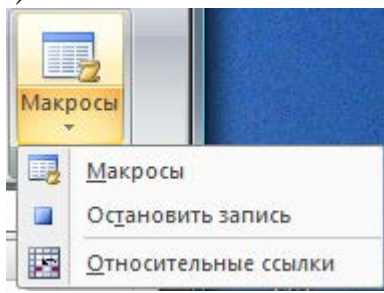 Макросы
Макросы
Остановить запись
Относительные ссылки